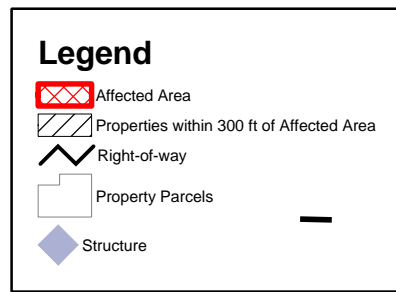 Legend
Affected Area
Properties within 300 ft of Affected Area
Right-of-way
Property Parcels
Structure